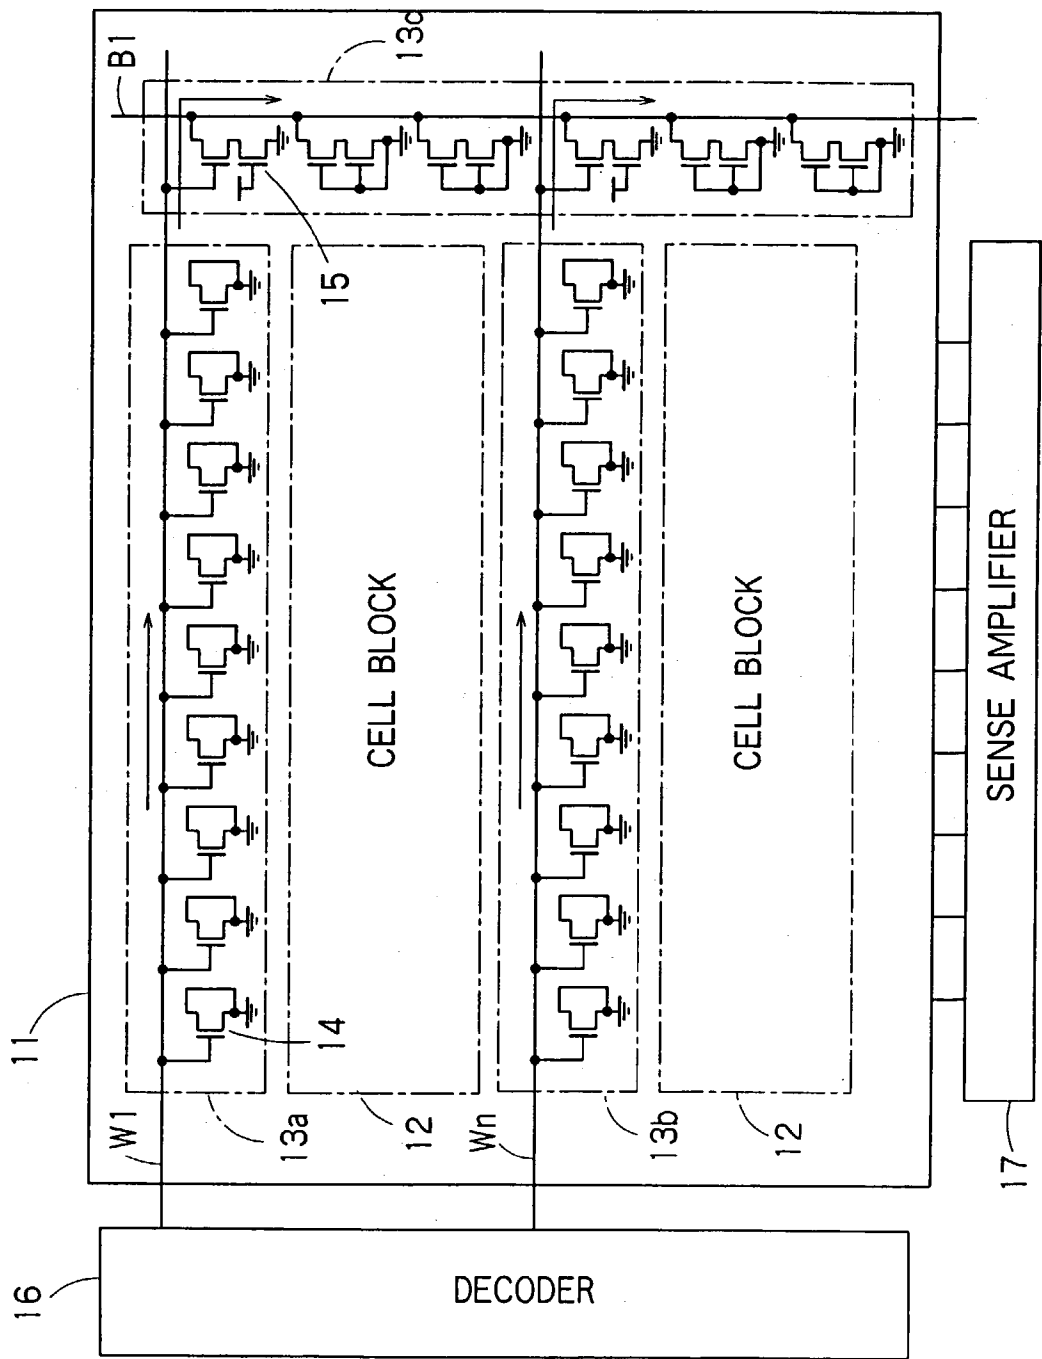 11
W1
13a
14
12
CELL BLOCK
15
B1
13c
Wn
13b
12
CELL BLOCK
16
DECODER
17
SENSE AMPLIFIER